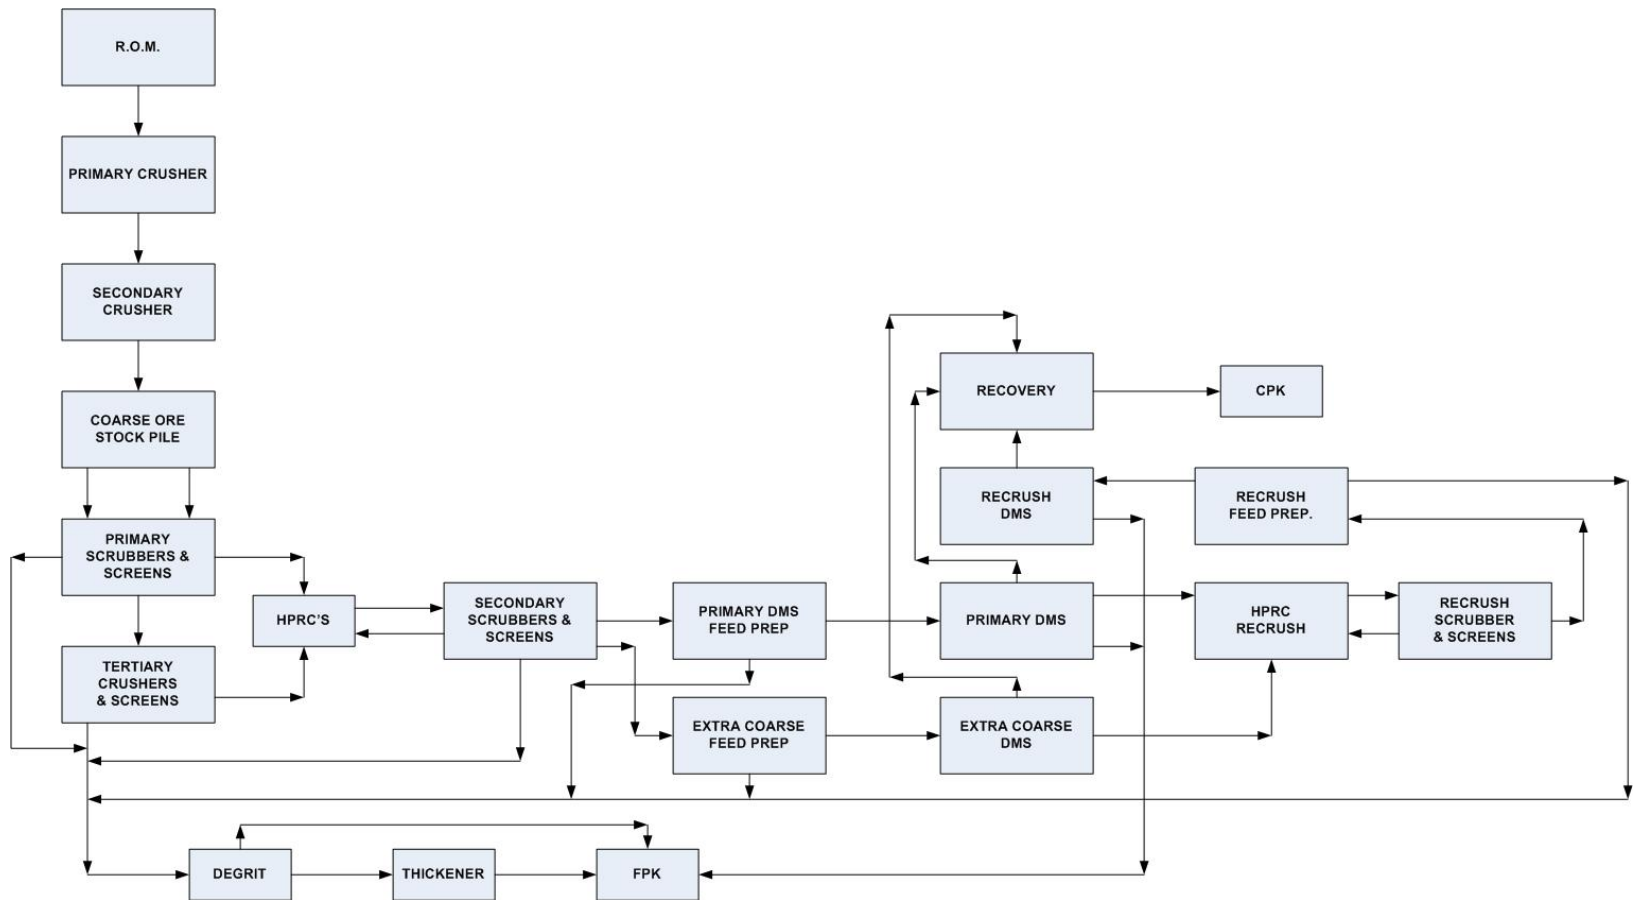 R.O.M.
PRIMARY CRUSHER
SECONDARY
CRUSHER
COARSE ORE
STOCK PILE
PRIMARY
SCRUBBERS &
SCREENS
TERTIARY
CRUSHERS
& SCREENS
HPRC'S
SECONDARY
SCRUBBERS &
SCREENS
PRIMARY DMS
FEED PREP
EXTRA COARSE
FEED PREP
RECOVERY
CPK
RECRUSH
DMS
RECRUSH
FEED PREP.
PRIMARY DMS
HPRC
RECRUSH
RECRUSH
SCRUBBER
& SCREENS
EXTRA COARSE
DMS
DEGRIT
THICKENER
FPK